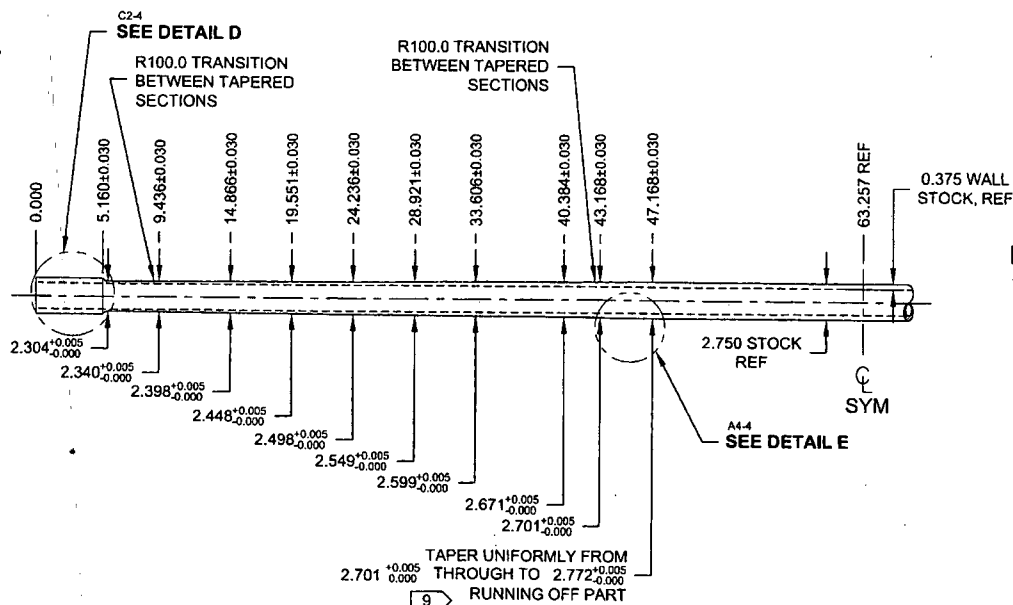 C2-4
SEE DETAIL D
R100.0 TRANSITION
BETWEEN TAPERED
SECTIONS
R100.0 TRANSITION
BETWEEN TAPERED
SECTIONS
0.000
5.160±0.030
9.436±0.030
14.866±0.030
19.551±0.030
24.236±0.030
28.921±0.030
33.606±0.030
40.384±0.030
43.168±0.030
47.168±0.030
63.257 REF
0.375 WALL
STOCK, REF
2.304 +0.005 -0.000
2.340 +0.005 -0.000
2.398 +0.005 -0.000
2.448 +0.005 -0.000
2.498 +0.005 -0.000
2.549 +0.005 -0.000
2.599 +0.005 -0.000
2.671 +0.005 -0.000
2.701 +0.005 -0.000
2.750 STOCK
REF
℄
SYM
A4-4
SEE DETAIL E
TAPER UNIFORMLY FROM
2.701 +0.005 0.000 THROUGH TO 2.772 +0.005 -0.000
9 RUNNING OFF PART